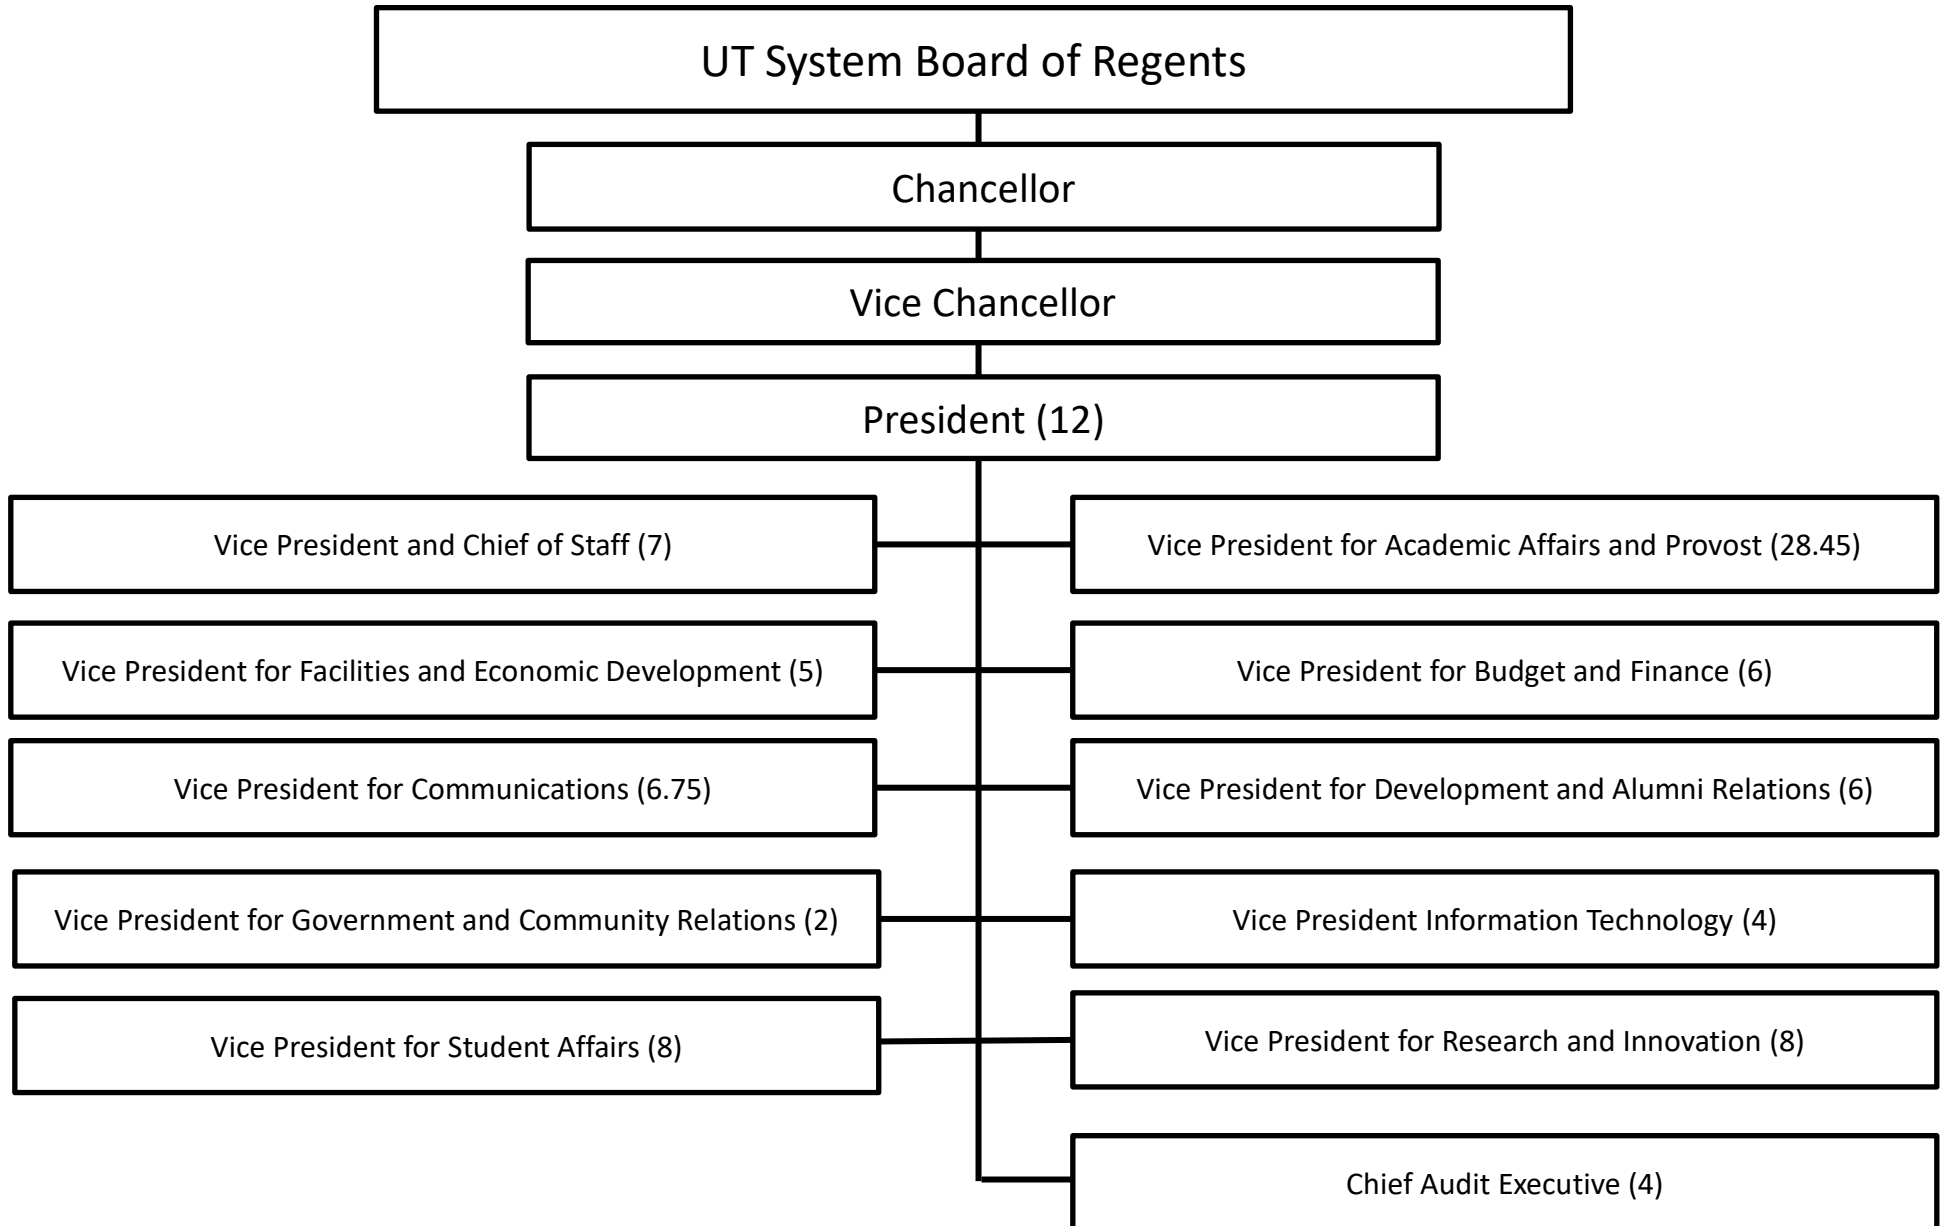 UT System Board of Regents
Chancellor
Vice Chancellor
President (12)
Vice President and Chief of Staff (7)
Vice President for Academic Affairs and Provost (28.45)
Vice President for Facilities and Economic Development (5)
Vice President for Budget and Finance (6)
Vice President for Communications (6.75)
Vice President for Development and Alumni Relations (6)
Vice President for Government and Community Relations (2)
Vice President Information Technology (4)
Vice President for Student Affairs (8)
Vice President for Research and Innovation (8)
Chief Audit Executive (4)